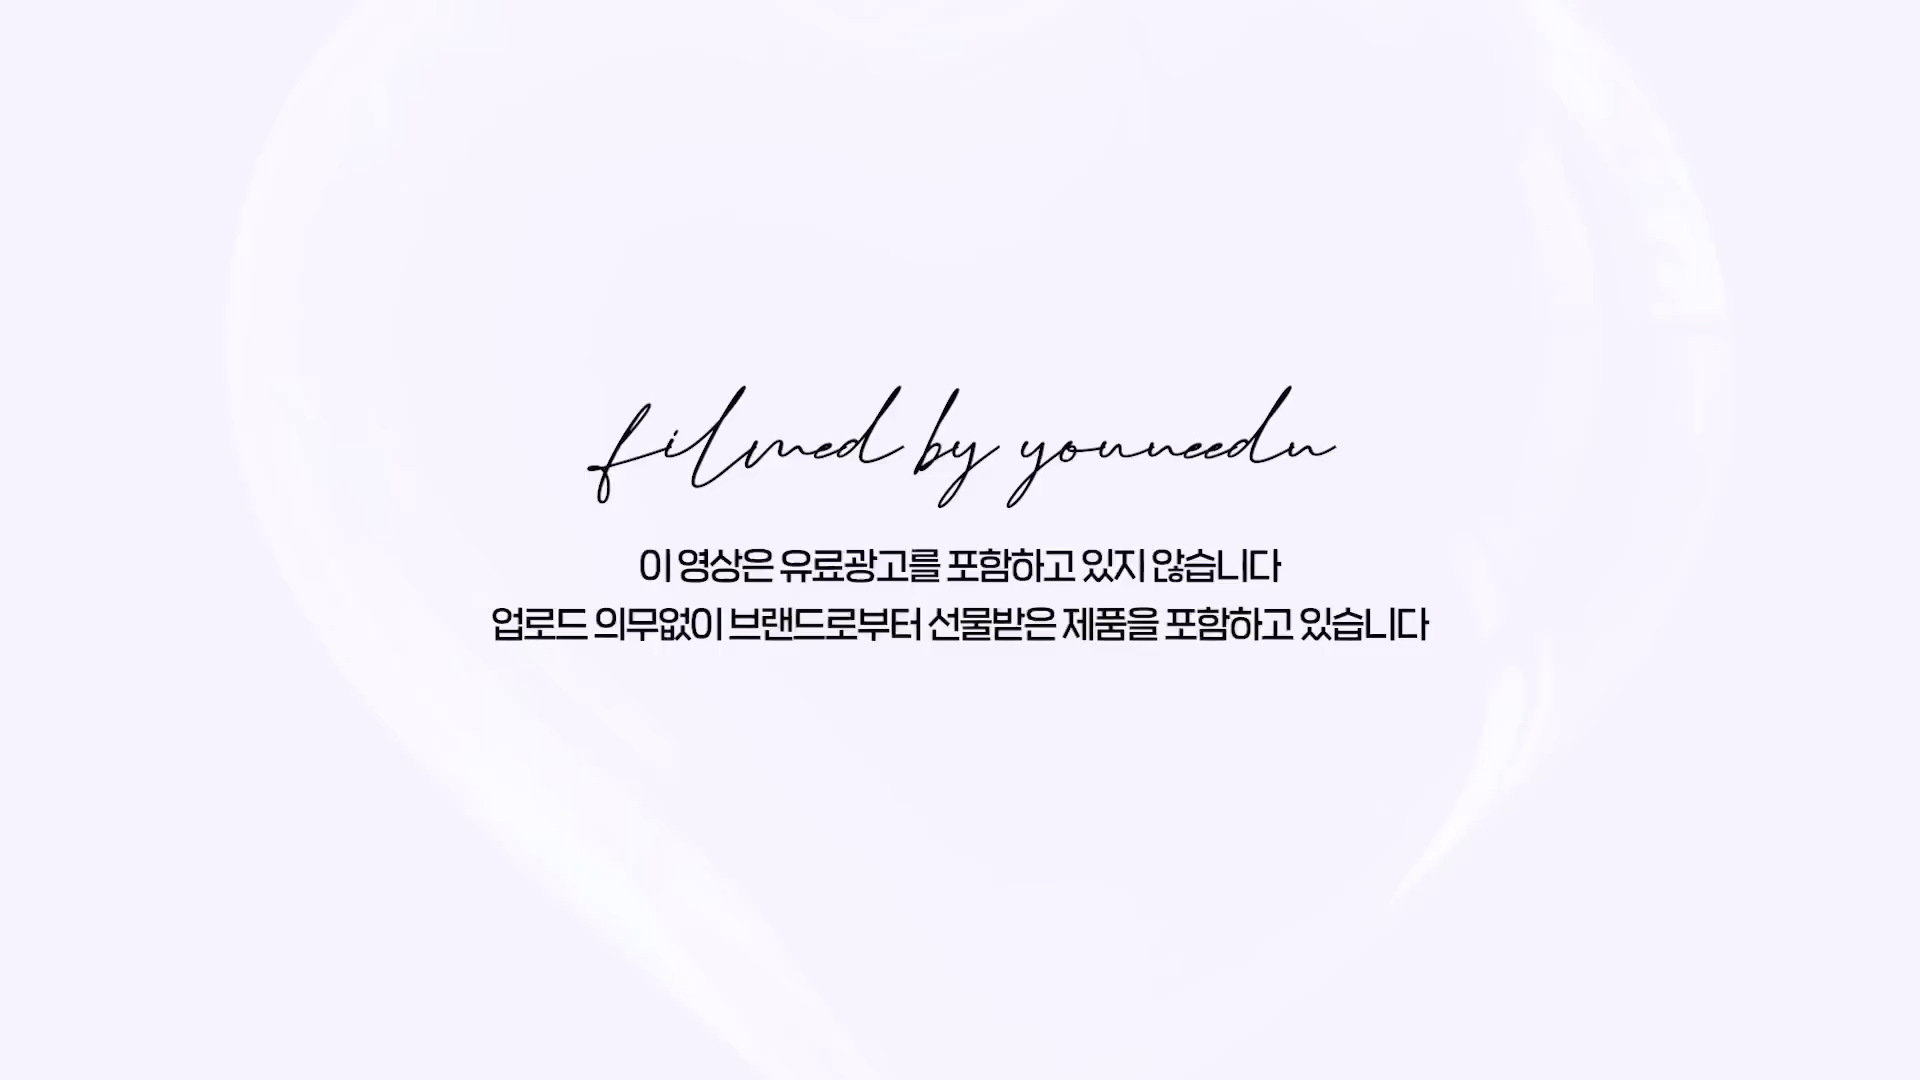 filmed by youneedn
이 영상은 유료광고를 포함하고 있지 않습니다
업로드 의무없이 브랜드로부터 선물받은 제품을 포함하고 있습니다